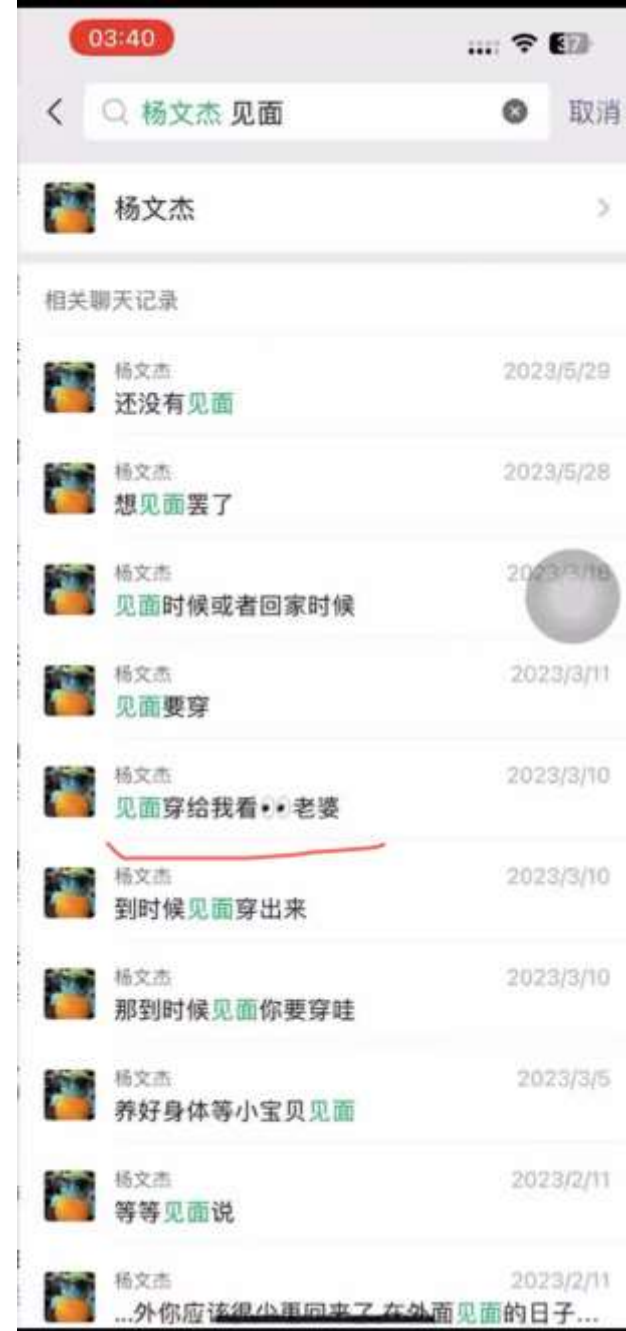 03:40
37
杨文杰 见面
取消
杨文杰
相关聊天记录
杨文杰
2023/5/29
还没有见面
杨文杰
2023/5/28
想见面罢了
杨文杰
2023/3/16
见面时候或者回家时候
杨文杰
2023/3/11
见面要穿
杨文杰
2023/3/10
见面穿给我看👀老婆
杨文杰
2023/3/10
到时候见面穿出来
杨文杰
2023/3/10
那到时候见面你要穿哇
杨文杰
2023/3/5
养好身体等小宝贝见面
杨文杰
2023/2/11
等等见面说
杨文杰
2023/2/11
...外你应该很少再回来了 在外面见面的日子...